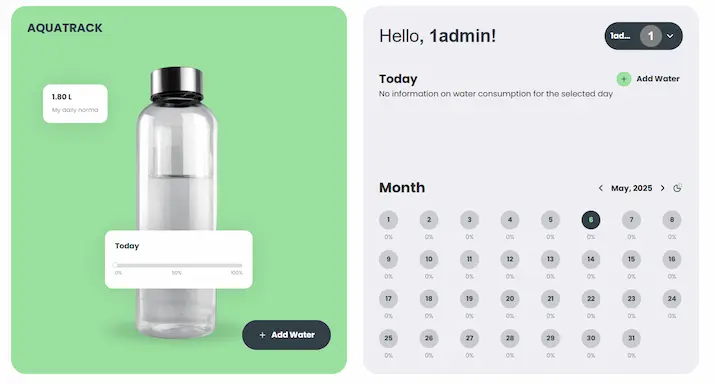 AQUATRACK
1.80 L
My daily norma
Today
0% 50% 100%
+ Add Water
Hello, 1admin!
1ad... 1
Today
+ Add Water
No information on water consumption for the selected day
Month
< May, 2025 >
1 2 3 4 5 6 7 8
0% 0% 0% 0% 0% 0% 0% 0%
9 10 11 12 13 14 15 16
0% 0% 0% 0% 0% 0% 0% 0%
17 18 19 20 21 22 23 24
0% 0% 0% 0% 0% 0% 0% 0%
25 26 27 28 29 30 31
0% 0% 0% 0% 0% 0% 0%